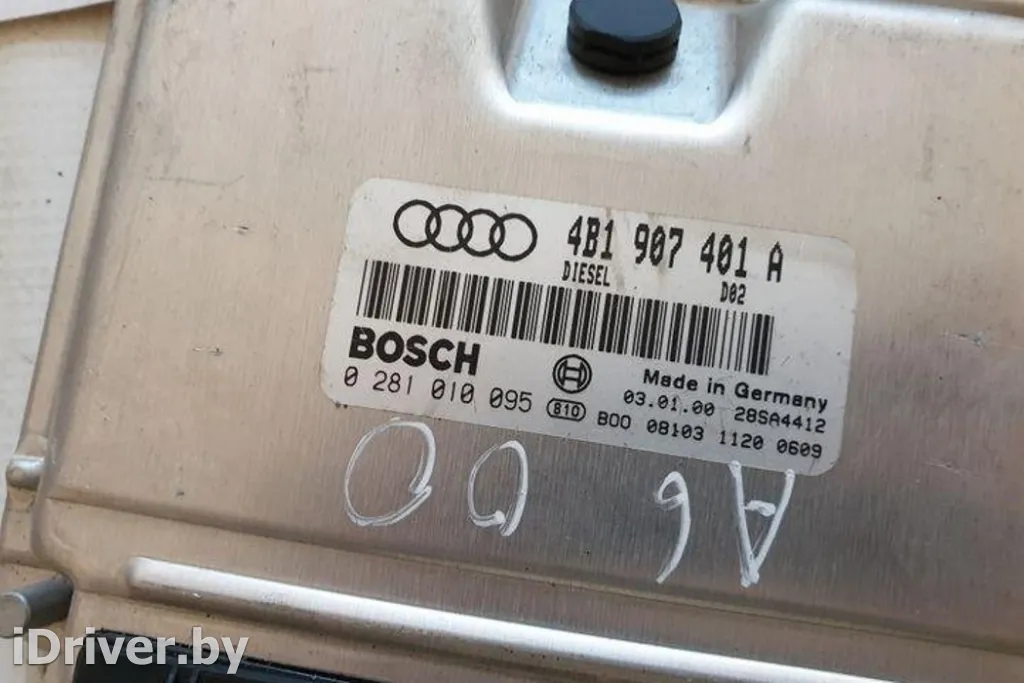 4B1 907 401 A
DIESEL D02
BOSCH
Made in Germany
0 281 010 095
03.01.00 28SA4412
810 B00 08103 1120 0609
A6 00
iDriver.by